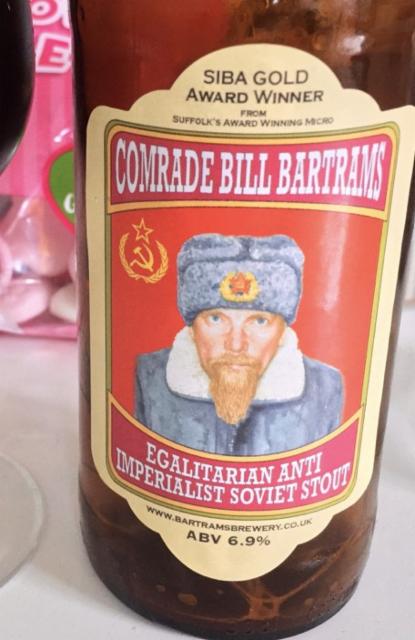 SIBA GOLD
AWARD WINNER
FROM
SUFFOLK'S AWARD WINNING MICRO
COMRADE BILL BARTRAMS
EGALITARIAN ANTI
IMPERIALIST SOVIET STOUT
WWW.BARTRAMSBREWERY.CO.UK
ABV 6.9%